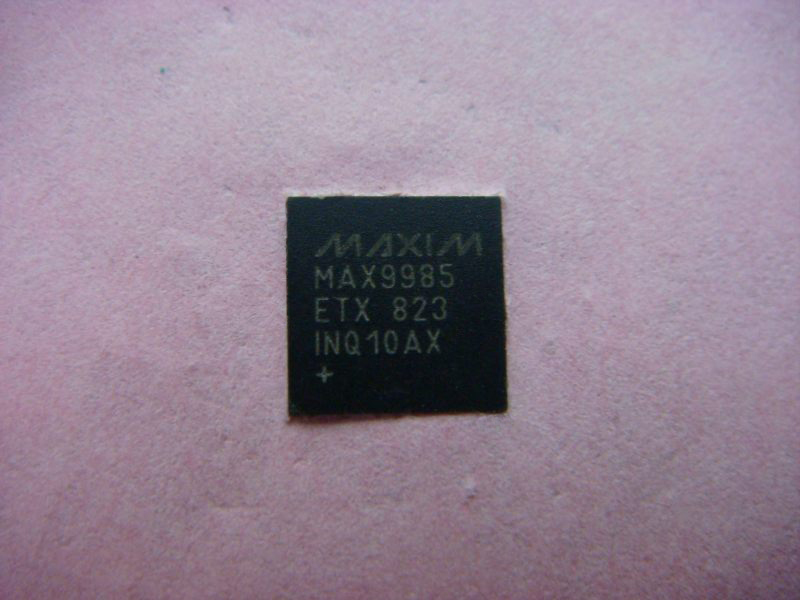 MAXIM
MAX9985
ETX 823
INQ10AX
+